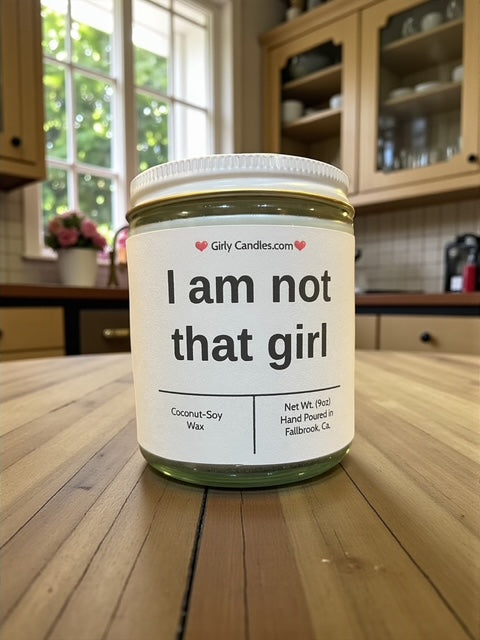 ❤️ Girly Candles.com ❤️
I am not
that girl
Coconut-Soy
Wax
Net Wt. (9oz)
Hand Poured in
Fallbrook, Ca.